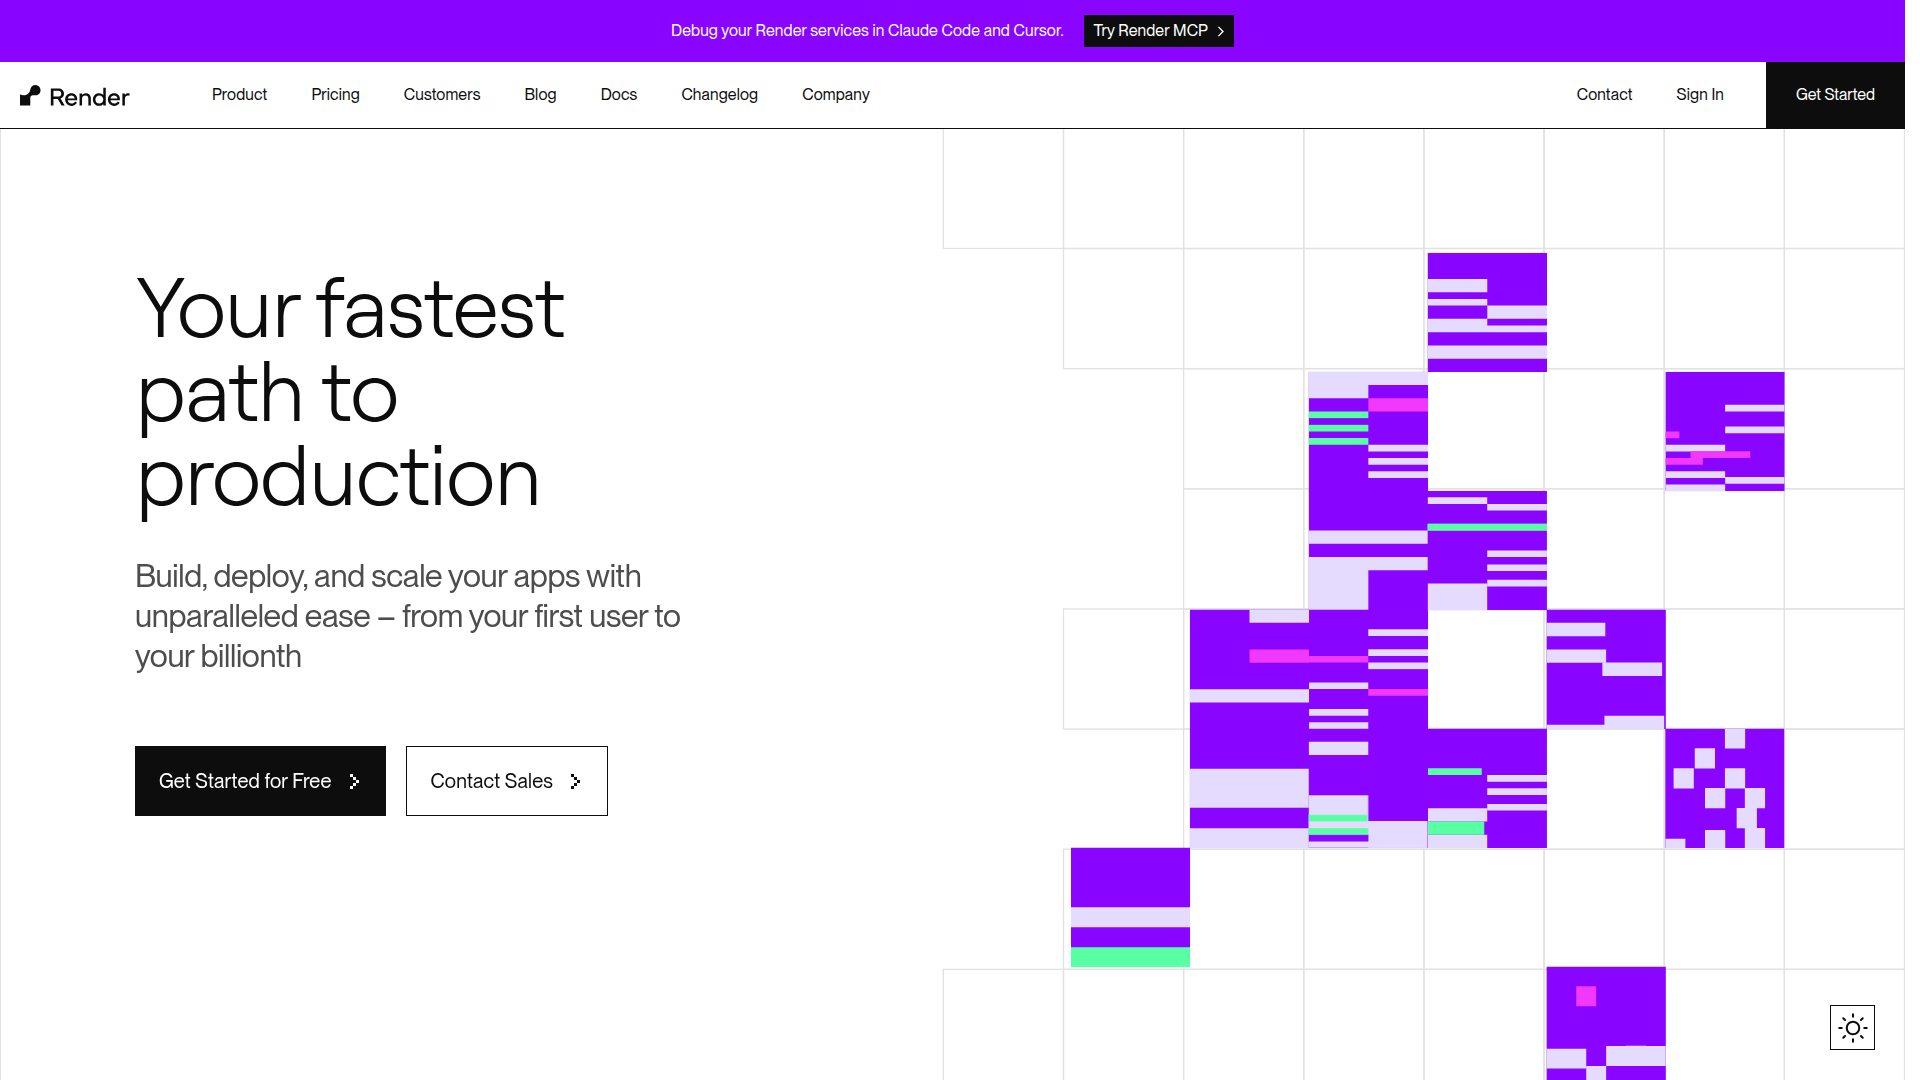 Debug your Render services in Claude Code and Cursor. Try Render MCP
Render Product Pricing Customers Blog Docs Changelog Company Contact Sign In Get Started
Your fastest
path to
production
Build, deploy, and scale your apps with
unparalleled ease – from your first user to
your billionth
Get Started for Free Contact Sales